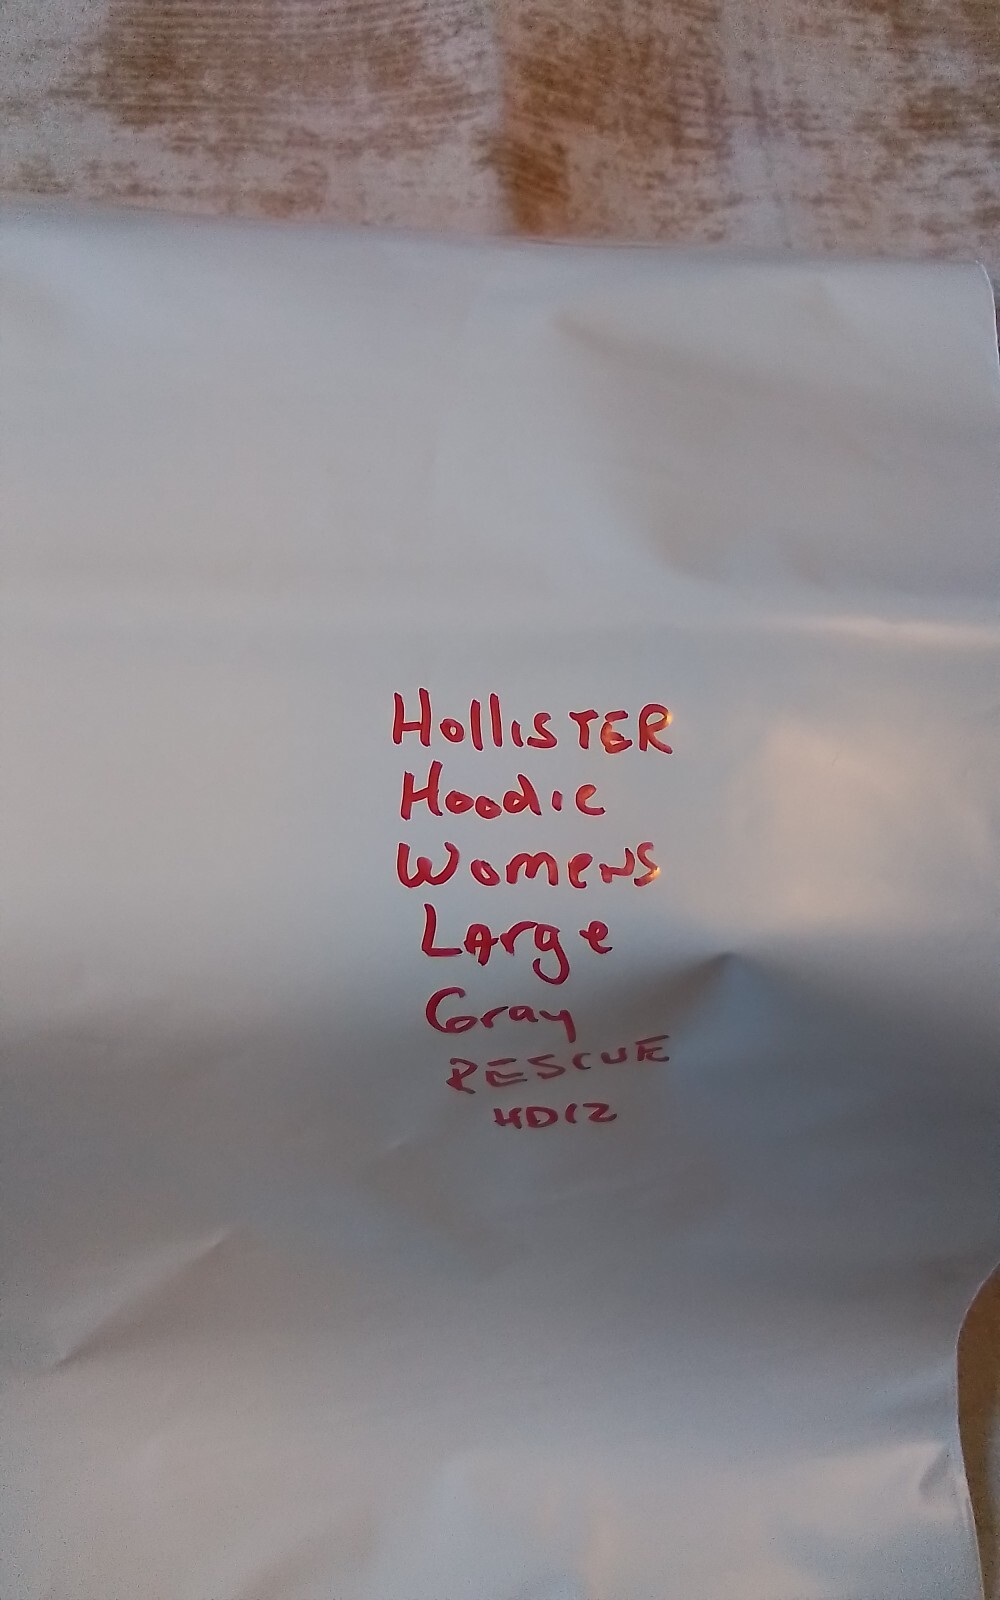 HollisTER
Hoodie
Womens
Large
Gray
RESCUE
HD12